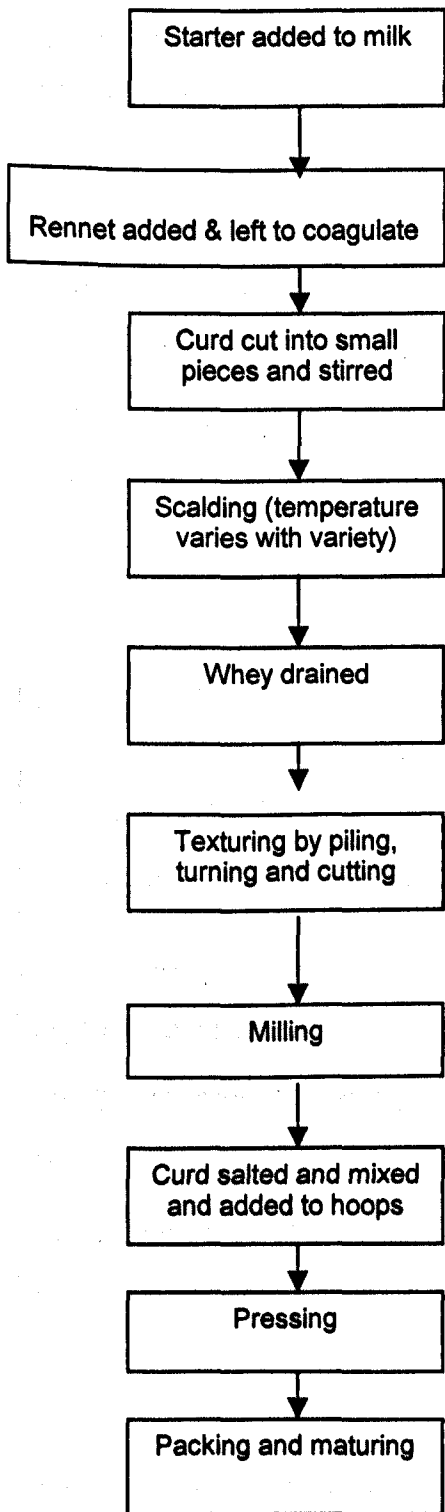 Starter added to milk
Rennet added & left to coagulate
Curd cut into small
pieces and stirred
Scalding (temperature
varies with variety)
Whey drained
Texturing by piling,
turning and cutting
Milling
Curd salted and mixed
and added to hoops
Pressing
Packing and maturing